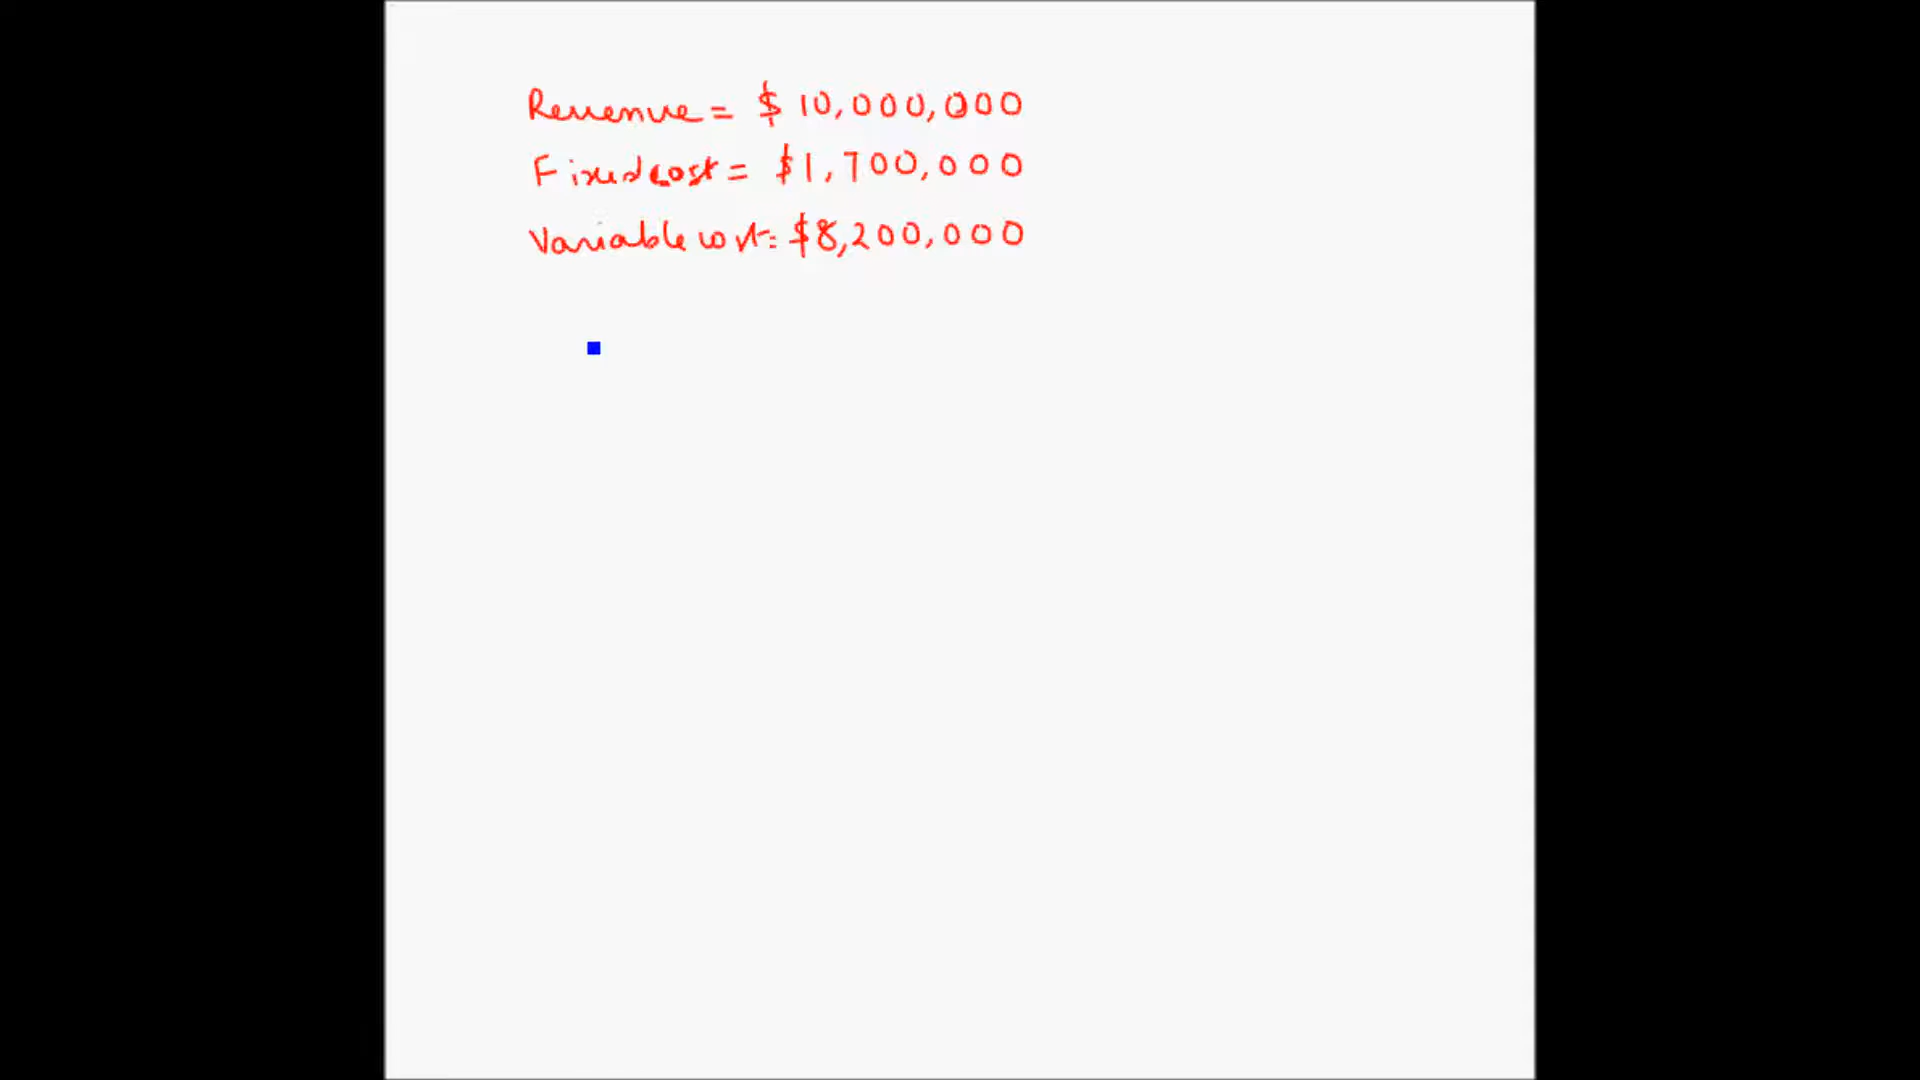 Revenue = $ 10,000,000
Fixed cost = $1,700,000
Variable cost: $8,200,000